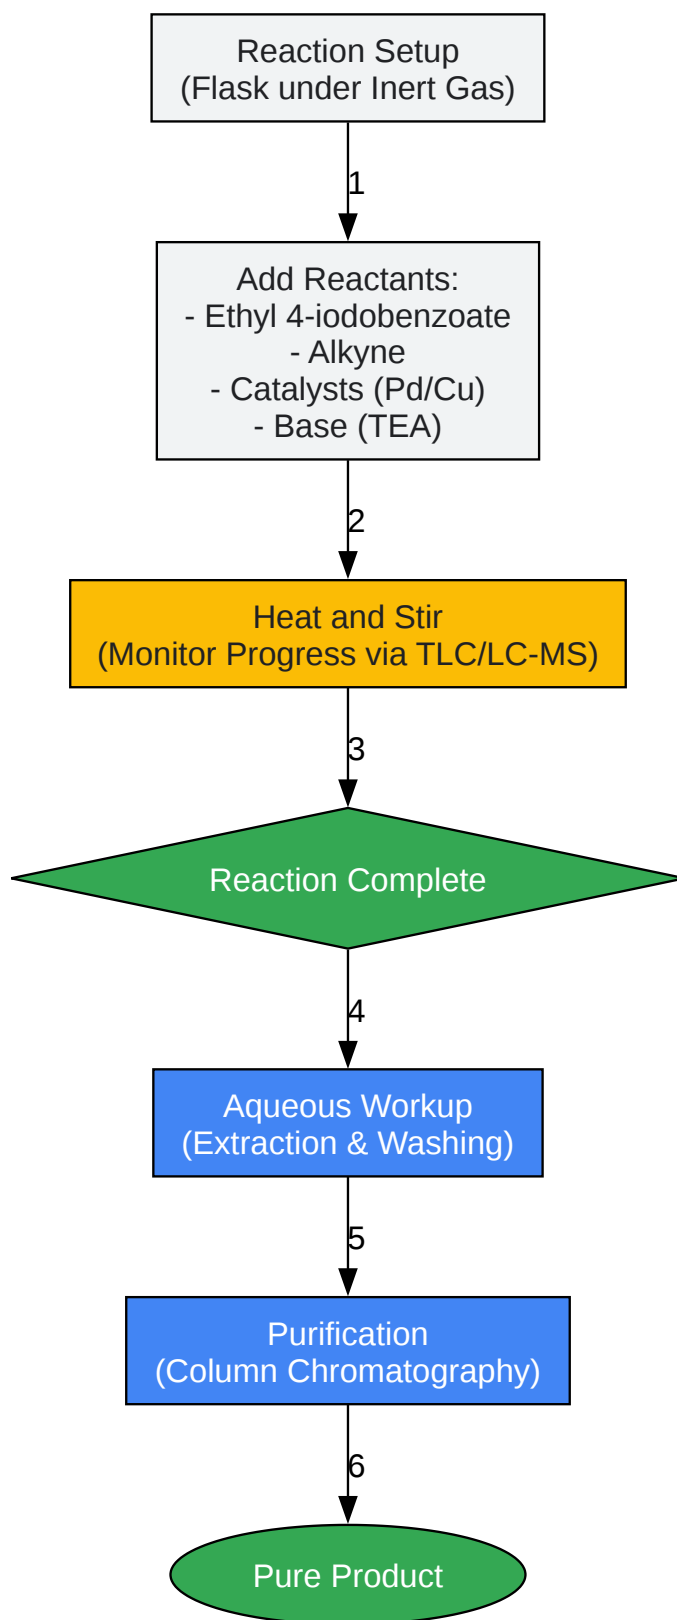 Reaction Setup
(Flask under Inert Gas)
1
Add Reactants:
- Ethyl 4-iodobenzoate
- Alkyne
- Catalysts (Pd/Cu)
- Base (TEA)
2
Heat and Stir
(Monitor Progress via TLC/LC-MS)
3
Reaction Complete
4
Aqueous Workup
(Extraction & Washing)
5
Purification
(Column Chromatography)
6
Pure Product